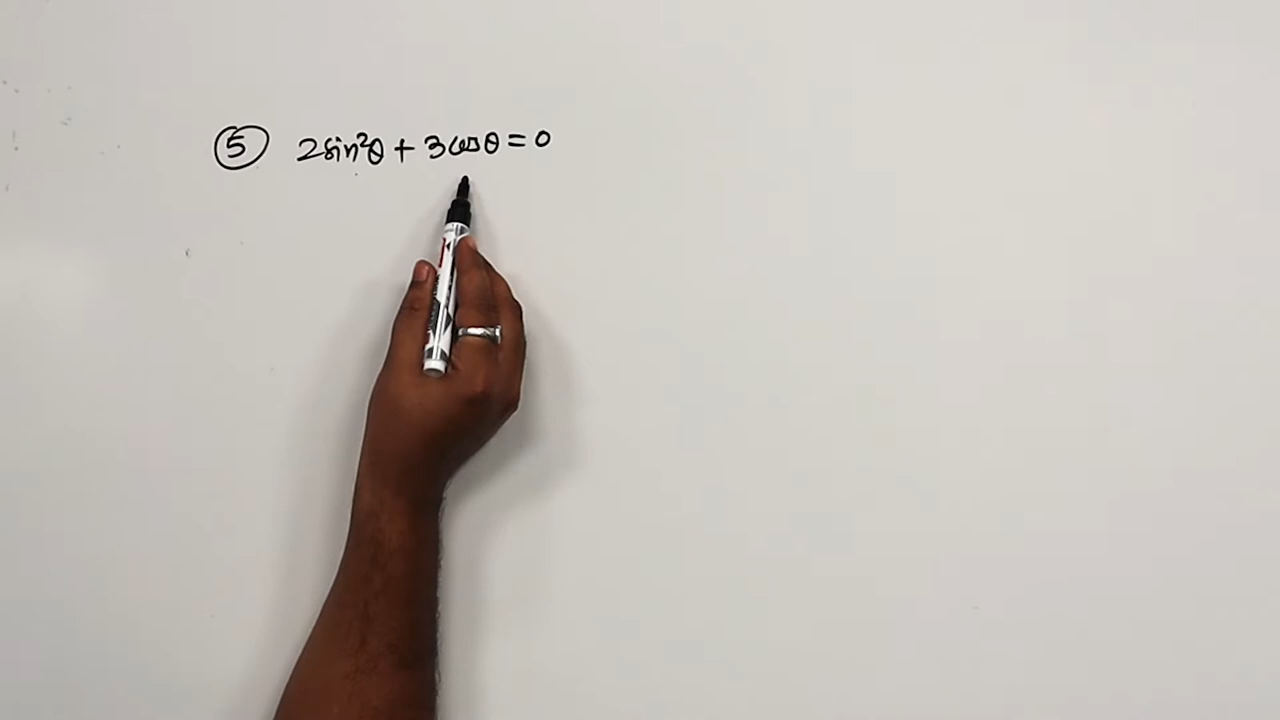 ⑤ 2sin²θ + 3cosθ = 0